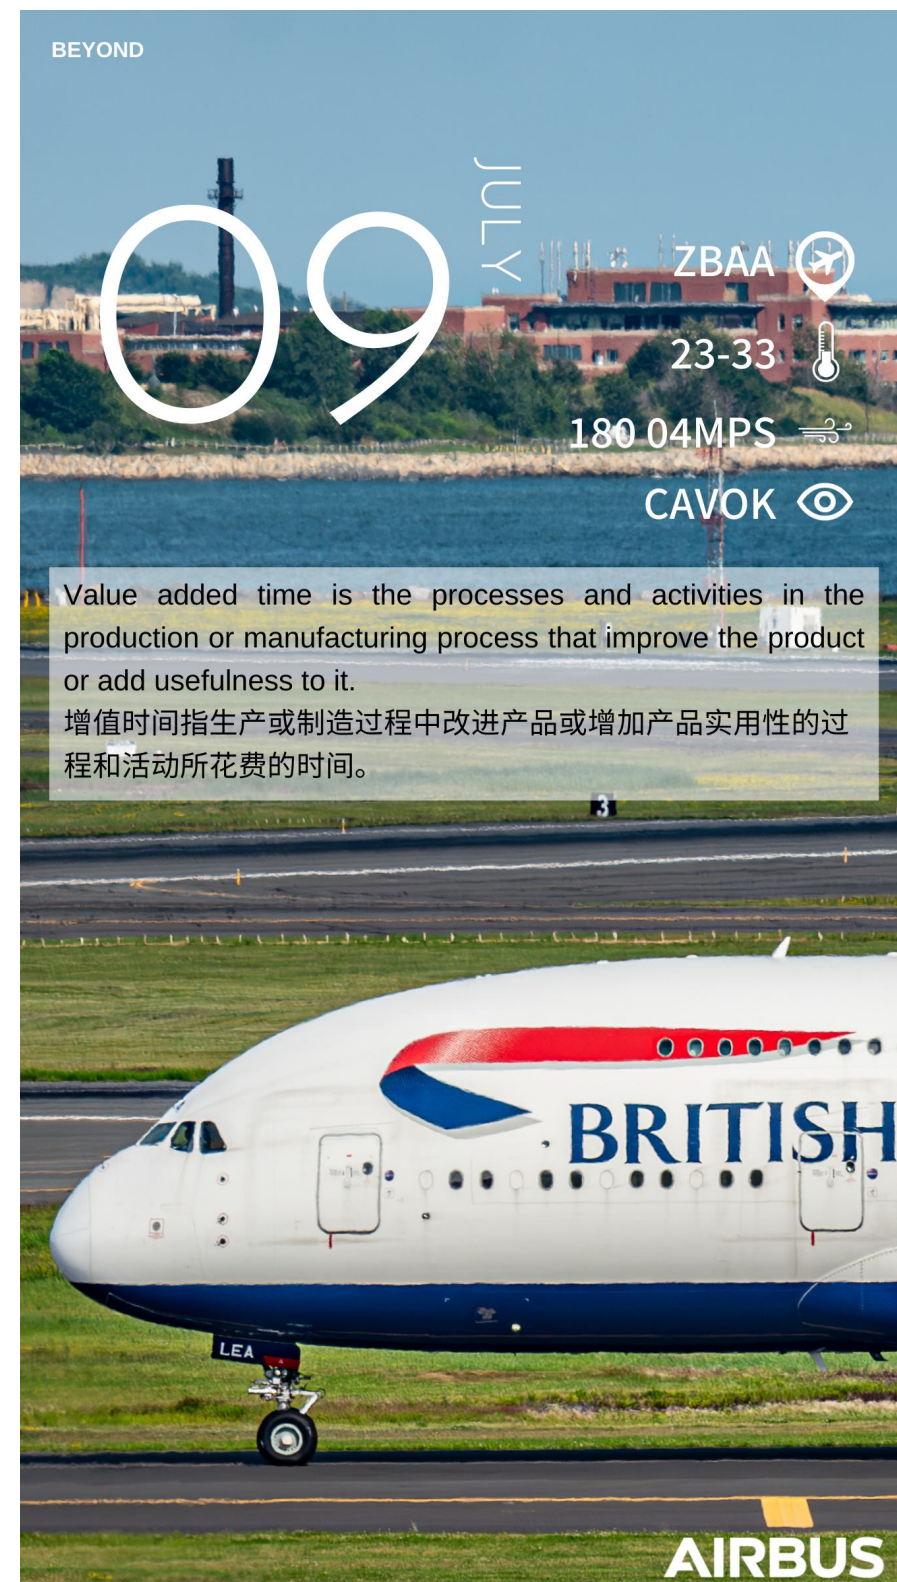 BEYOND
09
JULY
ZBAA
23-33
180 04MPS
CAVOK
Value added time is the processes and activities in the
production or manufacturing process that improve the product
or add usefulness to it.
增值时间指生产或制造过程中改进产品或增加产品实用性的过
程和活动所花费的时间。
3
BRITISH
LEA
AIRBUS